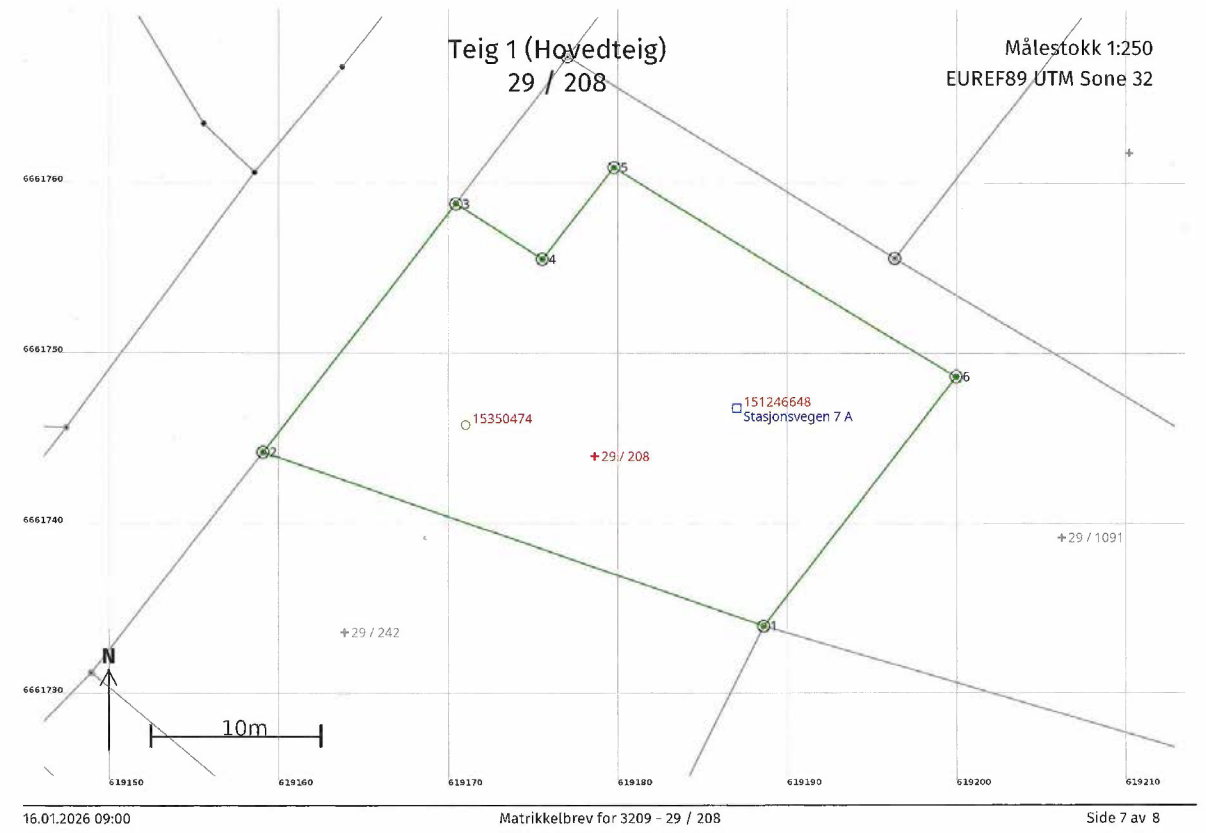 Teig 1 (Hovedteig)
29 / 208
Målestokk 1:250
EUREF89 UTM Sone 32
6661760
5
3
4
6661750
6
151246648
Stasjonsvegen 7 A
15350474
2
29 / 208
6661740
29 / 1091
1
29 / 242
N
6661730
10m
619150
619160
619170
619180
619190
619200
619210
16.01.2026 09:00
Matrikkelbrev for 3209 - 29 / 208
Side 7 av 8